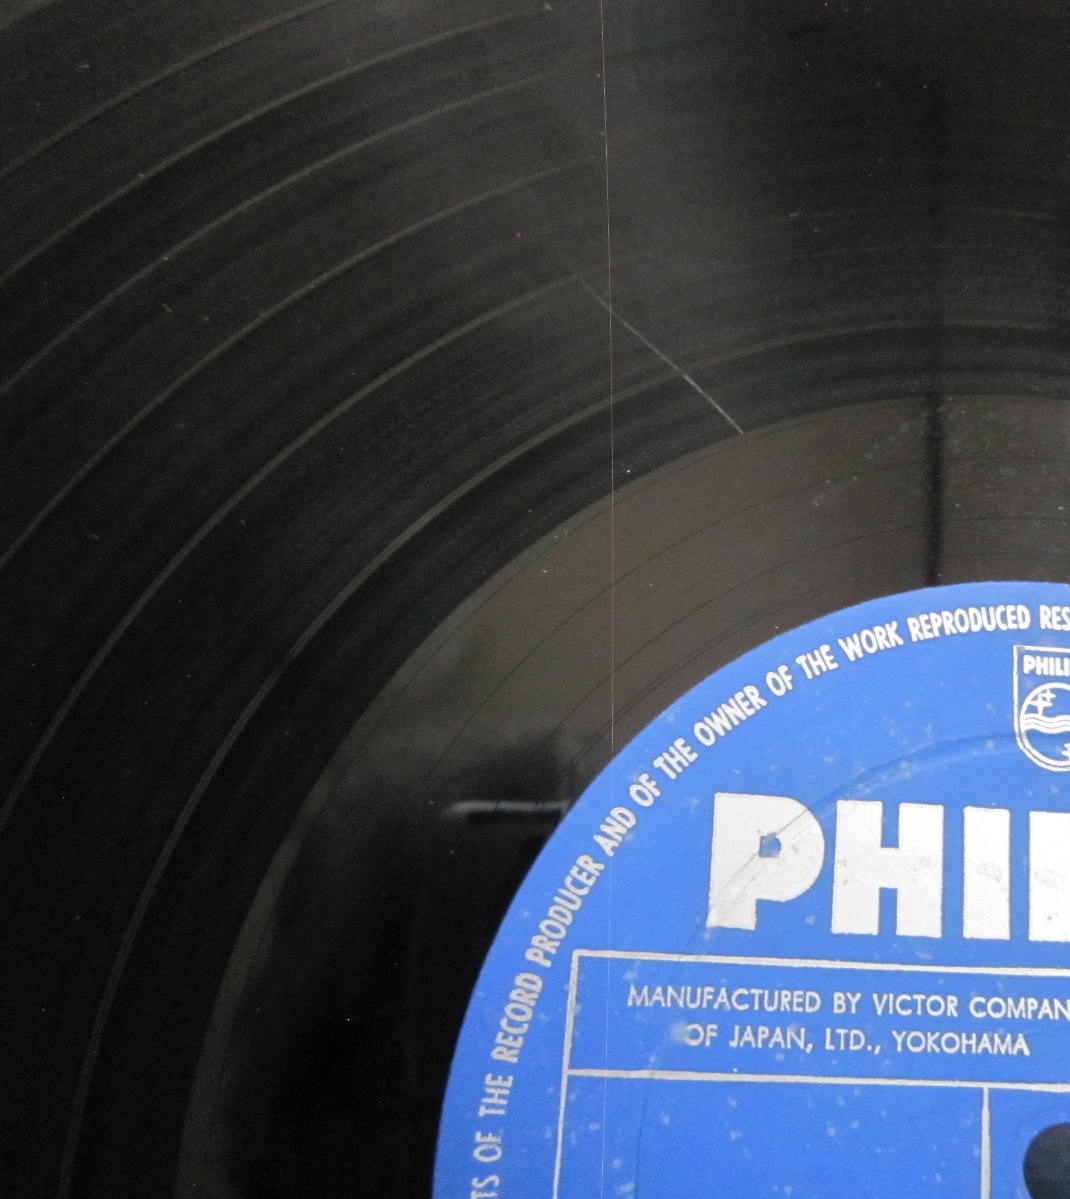 TS OF THE RECORD PRODUCER AND OF THE OWNER OF THE WORK REPRODUCED RES
PHILI
PHI
MANUFACTURED BY VICTOR COMPAN
OF JAPAN, LTD., YOKOHAMA